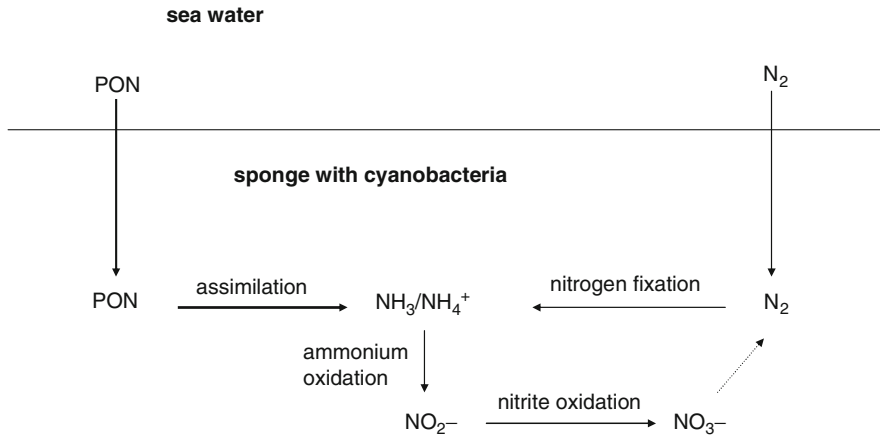 sea water
PON
N₂
sponge with cyanobacteria
assimilation
nitrogen fixation
PON
NH₃/NH₄⁺
N₂
ammonium
oxidation
nitrite oxidation
NO₂–
NO₃–